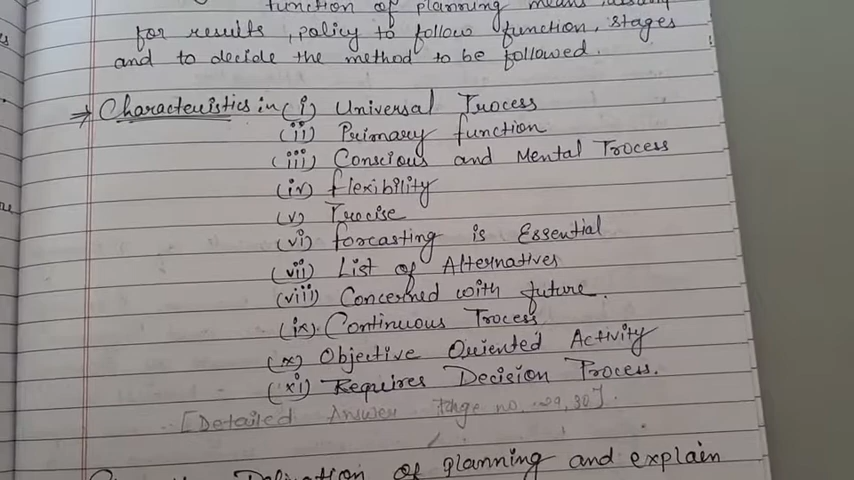 function of planning means
for results, policy to follow function, stages
and to decide the method to be followed.
⇒ Characteristics in (i) Universal Process
(ii) Primary function
(iii) Conscious and Mental Process
(iv) flexibility
(v) Precise
(vi) forcasting is Essential
(vii) List of Alternatives
(viii) Concerned with future.
(ix) Continuous Process
(x) Objective Oriented Activity
(xi) Requires Decision Process.
[Detailed Answer Page no. 29,30].
of planning and explain